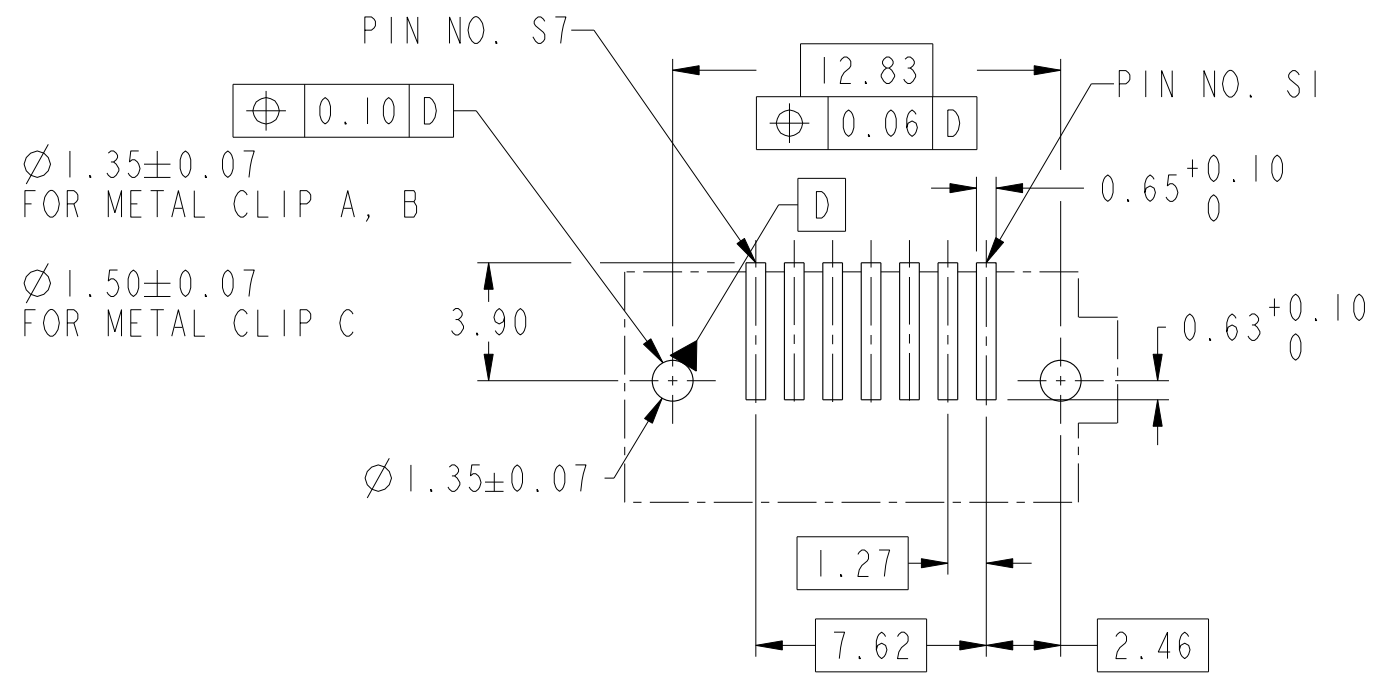 PIN NO. S7
12.83
PIN NO. S1
⌖ 0.10 D
⌖ 0.06 D
Ø1.35±0.07
FOR METAL CLIP A, B
0.65 +0.10
0
D
Ø1.50±0.07
FOR METAL CLIP C
3.90
0.63 +0.10
0
Ø1.35±0.07
1.27
7.62
2.46